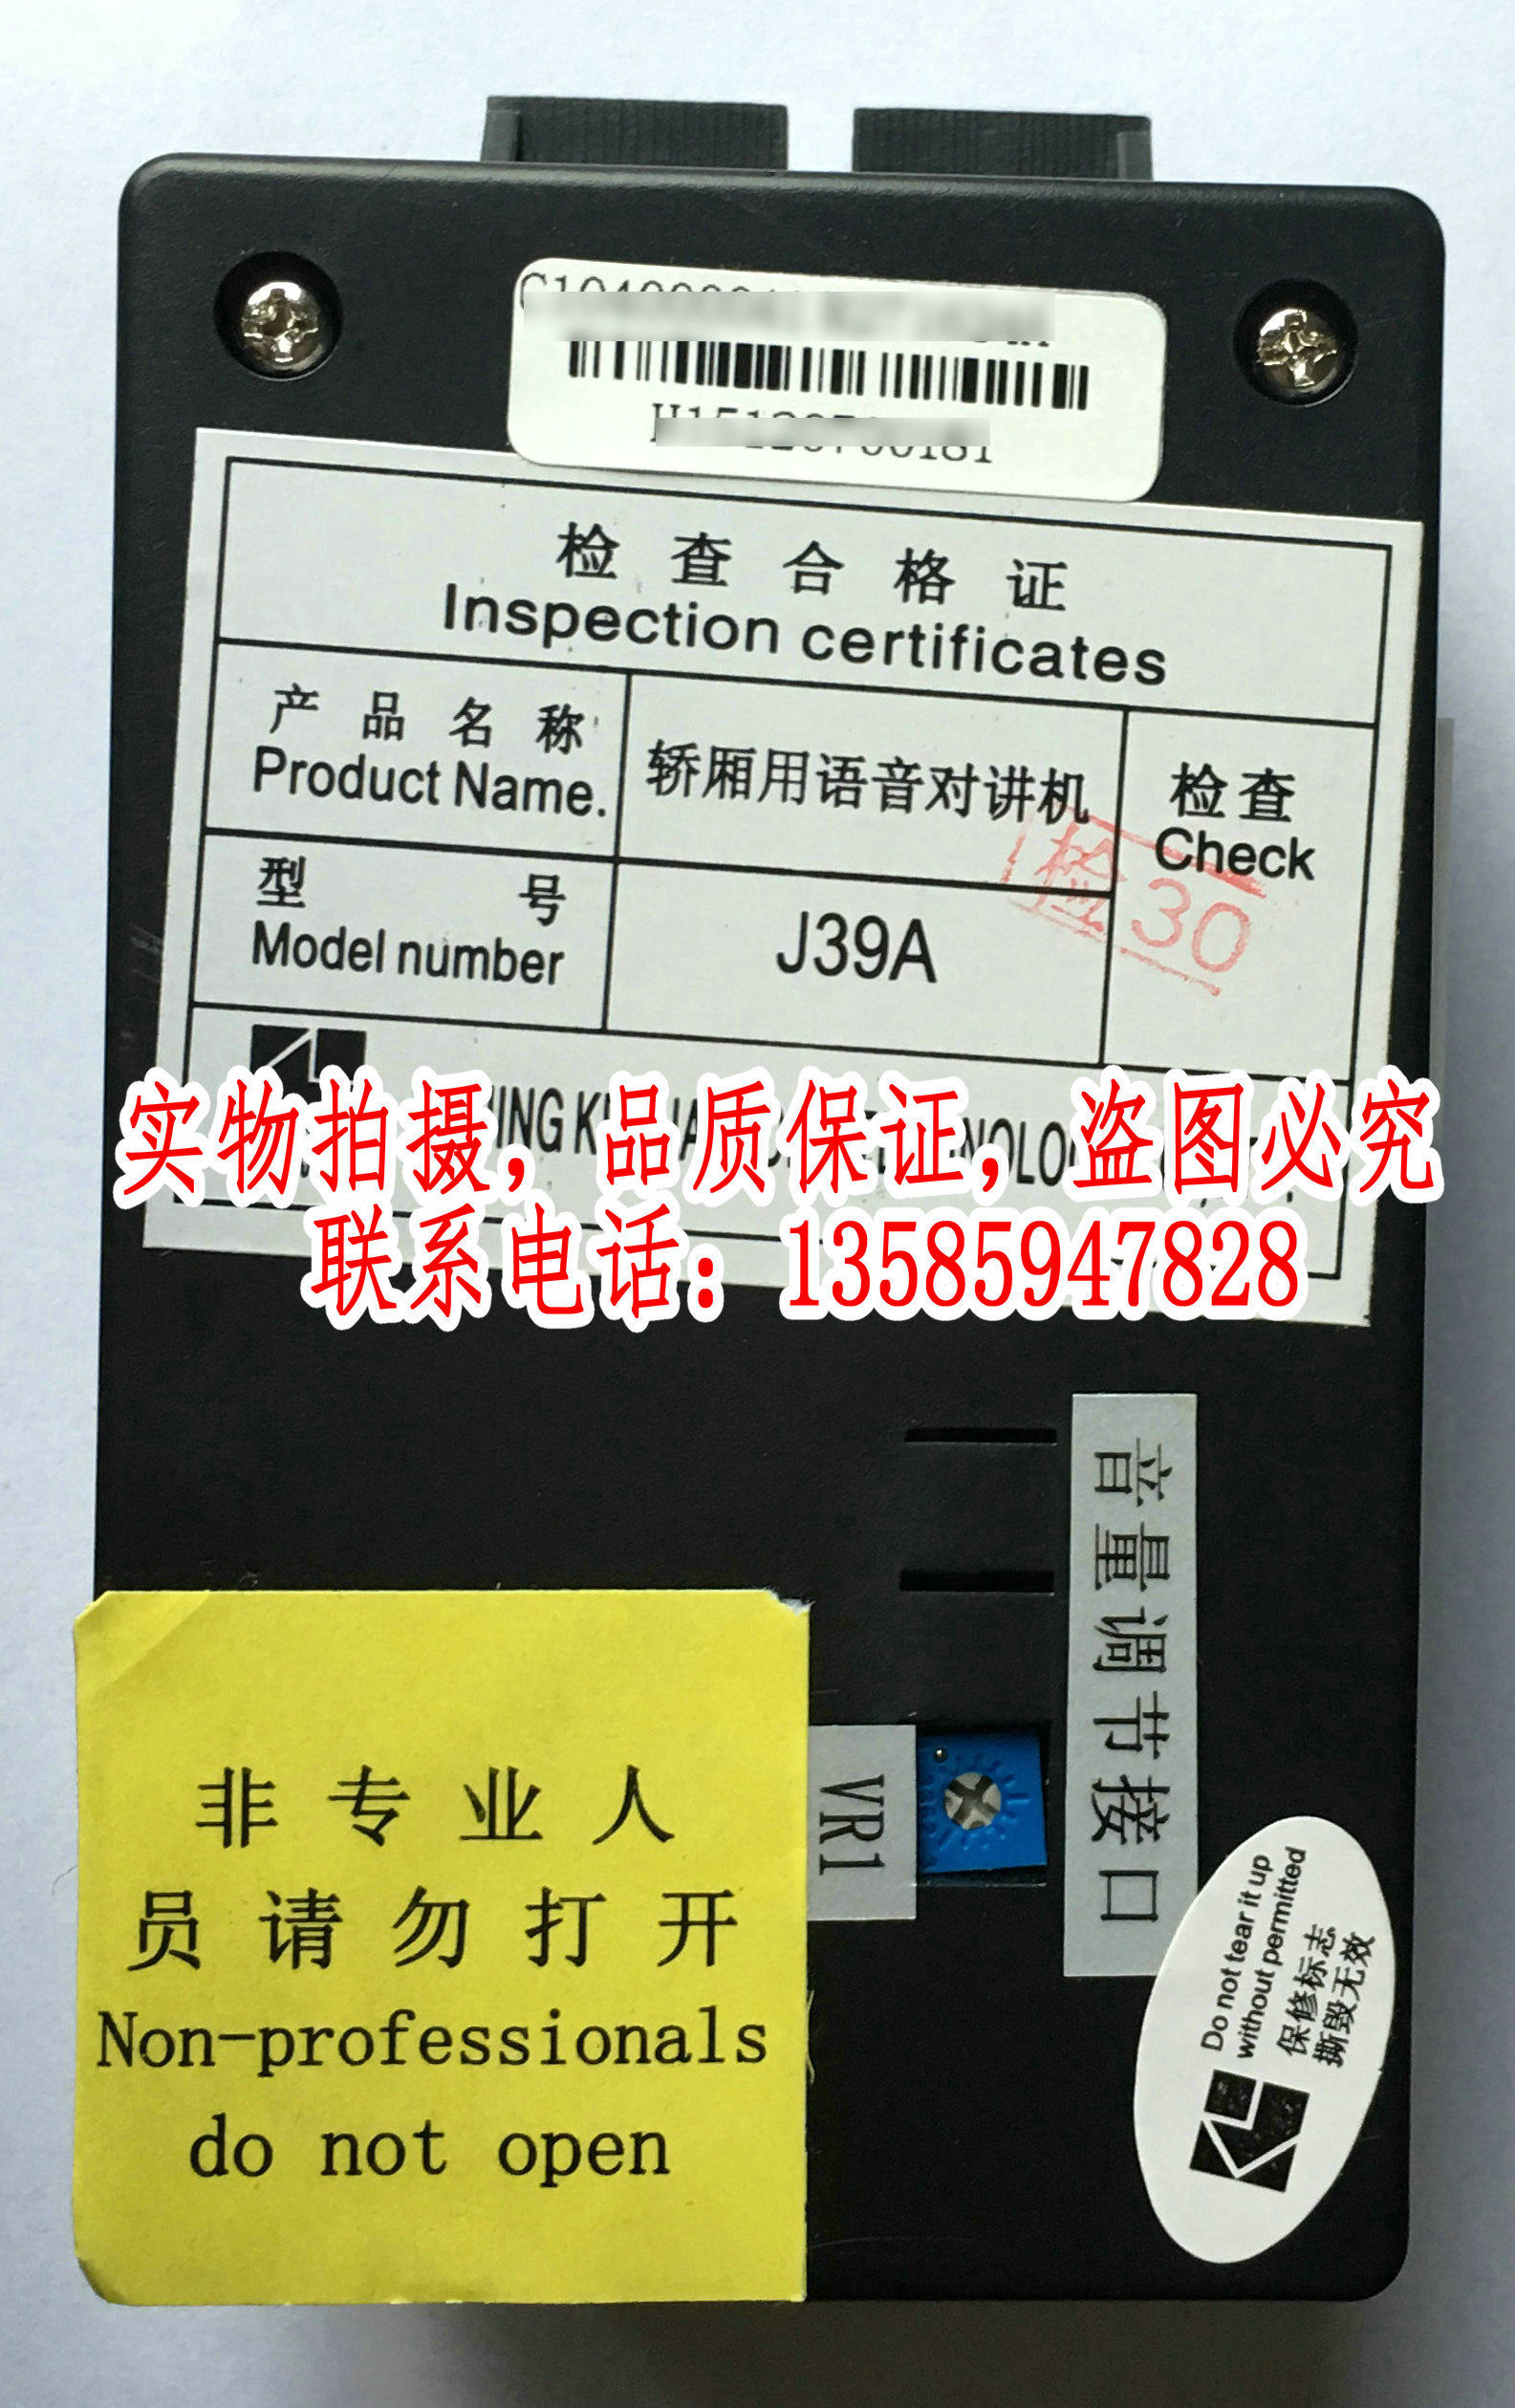 检查合格证
Inspection certificates
产品名称
Product Name.
轿厢用语音对讲机
检查
Check
型号
Model number
J39A
检30
实物拍摄，品质保证，盗图必究
联系电话：13585947828
音量调节接口
VR1
非专业人
员请勿打开
Non-professionals
do not open
Do not tear it up
without permitted
保修标志
撕毁无效